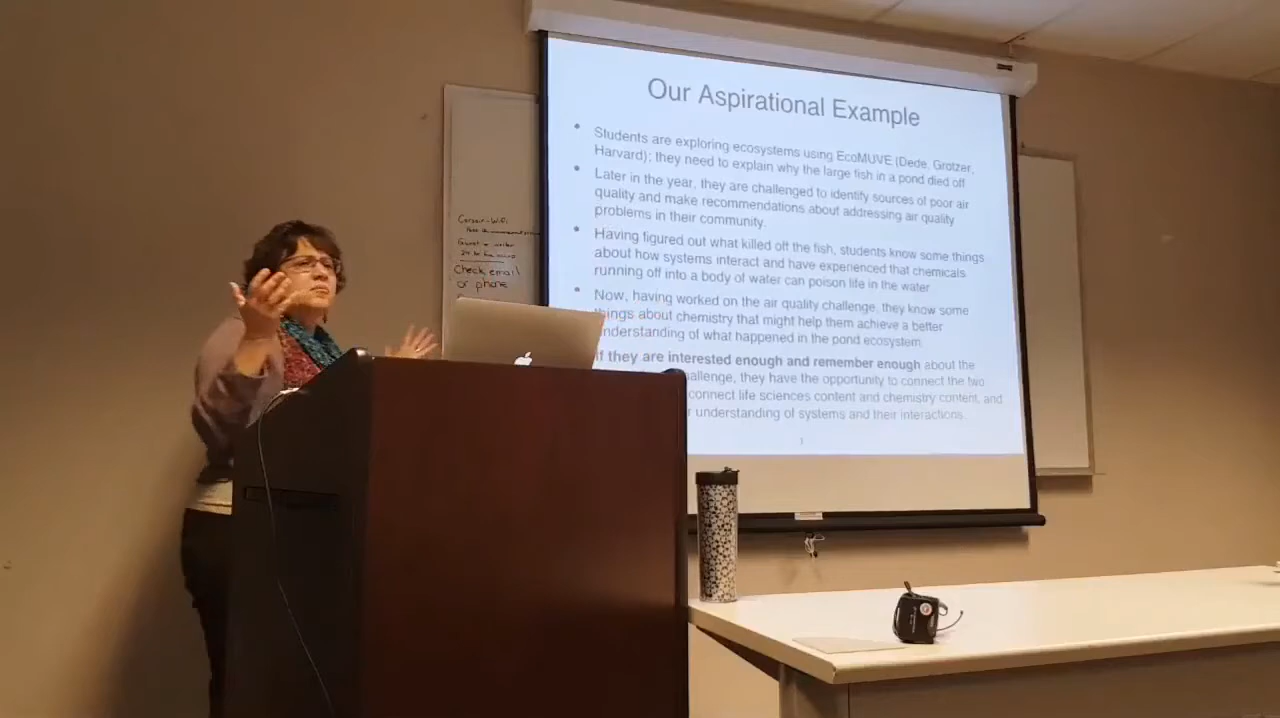 Our Aspirational Example
• Students are exploring ecosystems using EcoMUVE (Dede, Grotzer,
Harvard); they need to explain why the large fish in a pond died off
• Later in the year, they are challenged to identify sources of poor air
quality and make recommendations about addressing air quality
problems in their community.
• Having figured out what killed off the fish, students know some things
about how systems interact and have experienced that chemicals
running off into a body of water can poison life in the water
• Now, having worked on the air quality challenge, they know some
things about chemistry that might help them achieve a better
understanding of what happened in the pond ecosystem.
If they are interested enough and remember enough about the
allenge, they have the opportunity to connect the two
connect life sciences content and chemistry content, and
r understanding of systems and their interactions.
Check email
or phone